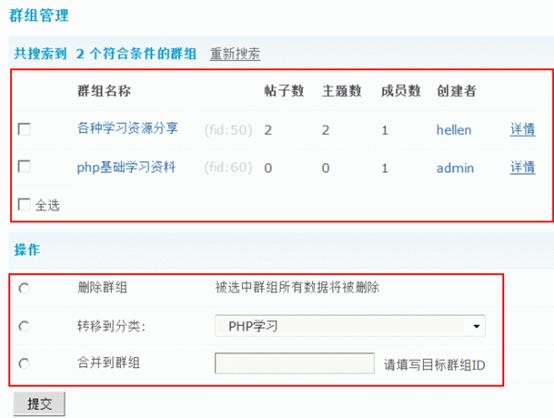 群组管理
共搜索到 2 个符合条件的群组 重新搜索
群组名称 帖子数 主题数 成员数 创建者
各种学习资源分享 (fid:50) 2 2 1 hellen 详情
php基础学习资料 (fid:60) 0 0 1 admin 详情
全选
操作
删除群组 被选中群组所有数据将被删除
转移到分类: PHP学习
合并到群组 请填写目标群组ID
提交